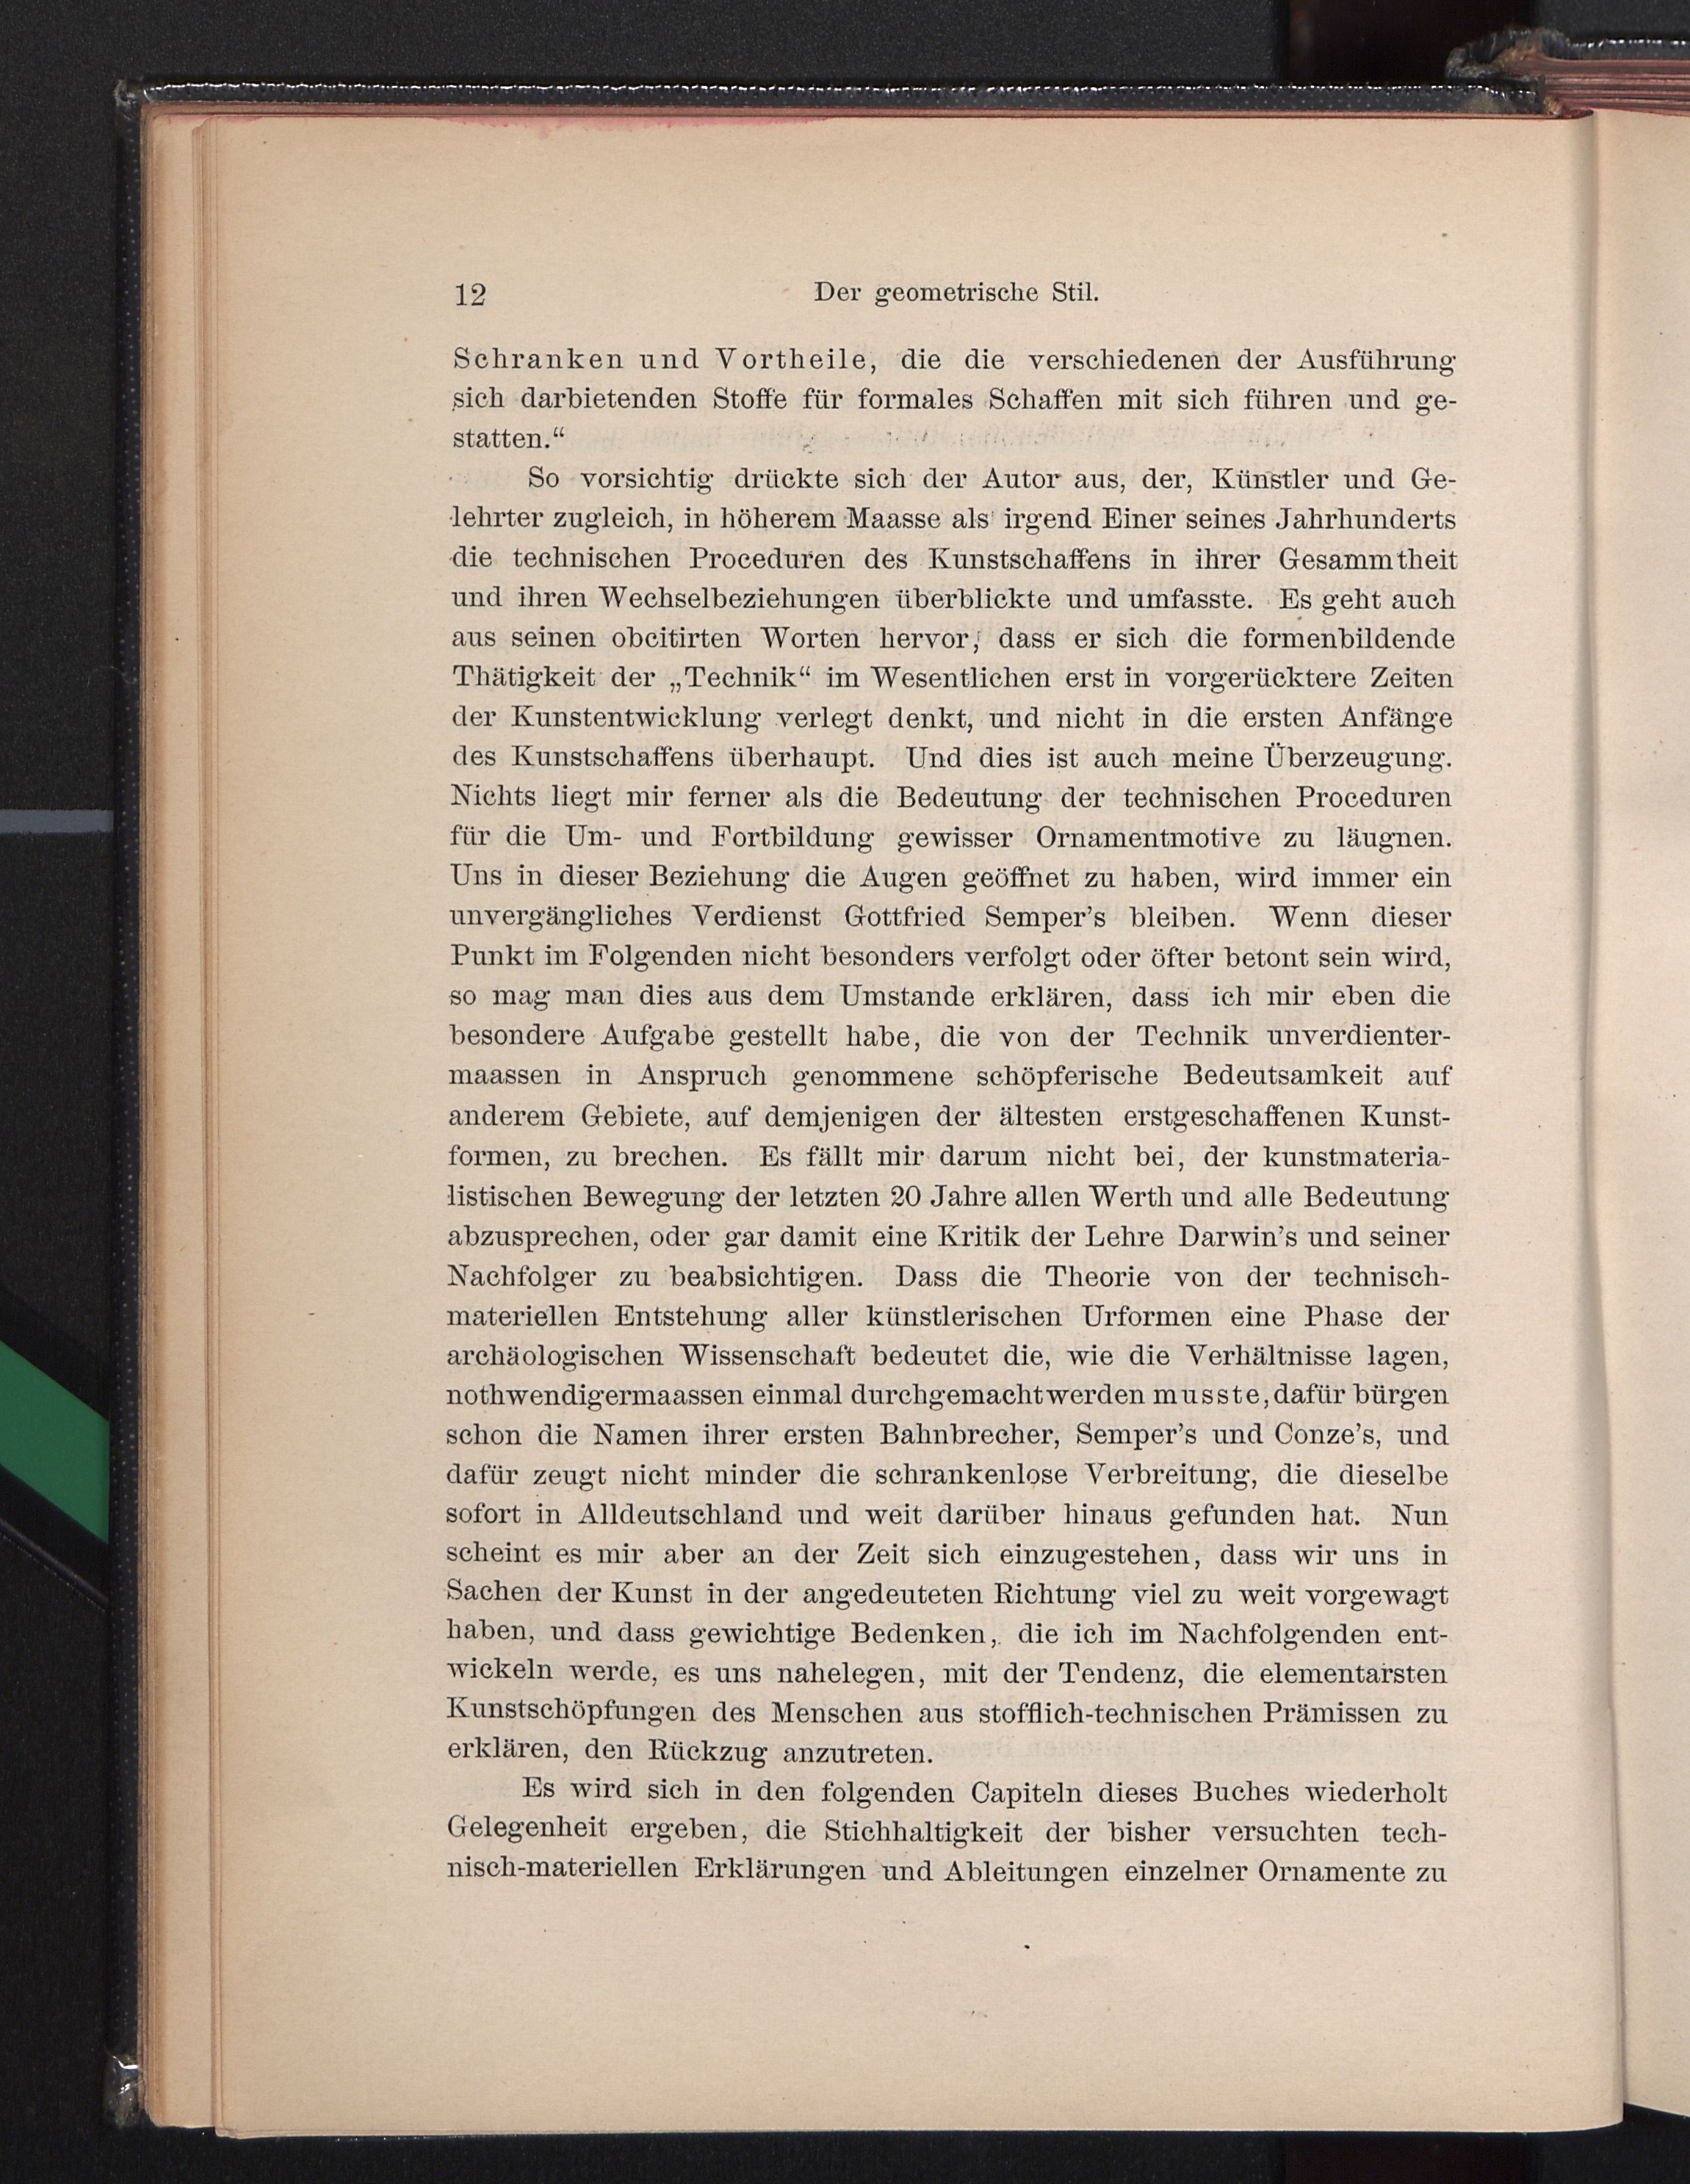 12 Der geometrische Stil.
Schranken und Vortheile, die die verschiedenen der Ausführung
sich darbietenden Stoffe für formales Schaffen mit sich führen und ge-
statten.“
So vorsichtig drückte sich der Autor aus, der, Künstler und Ge-
lehrter zugleich, in höherem Maasse als irgend Einer seines Jahrhunderts
die technischen Proceduren des Kunstschaffens in ihrer Gesammtheit
und ihren Wechselbeziehungen überblickte und umfasste. Es geht auch
aus seinen obcitirten Worten hervor, dass er sich die formenbildende
Thätigkeit der „Technik“ im Wesentlichen erst in vorgerücktere Zeiten
der Kunstentwicklung verlegt denkt, und nicht in die ersten Anfänge
des Kunstschaffens überhaupt. Und dies ist auch meine Überzeugung.
Nichts liegt mir ferner als die Bedeutung der technischen Proceduren
für die Um- und Fortbildung gewisser Ornamentmotive zu läugnen.
Uns in dieser Beziehung die Augen geöffnet zu haben, wird immer ein
unvergängliches Verdienst Gottfried Semper’s bleiben. Wenn dieser
Punkt im Folgenden nicht besonders verfolgt oder öfter betont sein wird,
so mag man dies aus dem Umstande erklären, dass ich mir eben die
besondere Aufgabe gestellt habe, die von der Technik unverdienter-
maassen in Anspruch genommene schöpferische Bedeutsamkeit auf
anderem Gebiete, auf demjenigen der ältesten erstgeschaffenen Kunst-
formen, zu brechen. Es fällt mir darum nicht bei, der kunstmateria-
listischen Bewegung der letzten 20 Jahre allen Werth und alle Bedeutung
abzusprechen, oder gar damit eine Kritik der Lehre Darwin’s und seiner
Nachfolger zu beabsichtigen. Dass die Theorie von der technisch-
materiellen Entstehung aller künstlerischen Urformen eine Phase der
archäologischen Wissenschaft bedeutet die, wie die Verhältnisse lagen,
nothwendigermaassen einmal durchgemacht werden musste, dafür bürgen
schon die Namen ihrer ersten Bahnbrecher, Semper’s und Conze’s, und
dafür zeugt nicht minder die schrankenlose Verbreitung, die dieselbe
sofort in Alldeutschland und weit darüber hinaus gefunden hat. Nun
scheint es mir aber an der Zeit sich einzugestehen, dass wir uns in
Sachen der Kunst in der angedeuteten Richtung viel zu weit vorgewagt
haben, und dass gewichtige Bedenken, die ich im Nachfolgenden ent-
wickeln werde, es uns nahelegen, mit der Tendenz, die elementarsten
Kunstschöpfungen des Menschen aus stofflich-technischen Prämissen zu
erklären, den Rückzug anzutreten.
Es wird sich in den folgenden Capiteln dieses Buches wiederholt
Gelegenheit ergeben, die Stichhaltigkeit der bisher versuchten tech-
nisch-materiellen Erklärungen und Ableitungen einzelner Ornamente zu